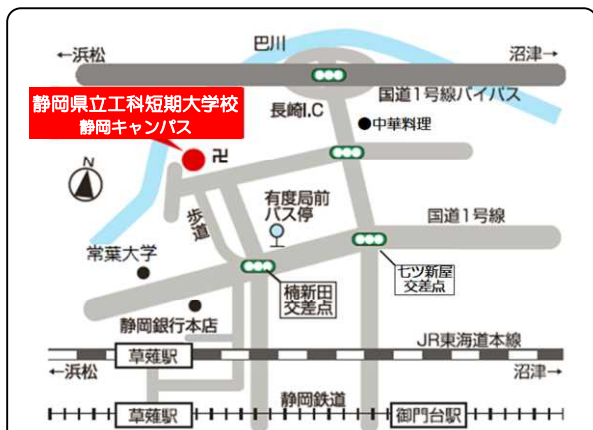 巴川
←浜松
沼津→
国道1号線バイパス
静岡県立工科短期大学校
静岡キャンパス
長崎I.C
●中華料理
卍
N
歩道
有度局前
バス停
国道1号線
常葉大学
七ツ新屋
交差点
楠新田
交差点
静岡銀行本店
JR東海道本線
草薙駅
←浜松
沼津→
静岡鉄道
草薙駅
御門台駅